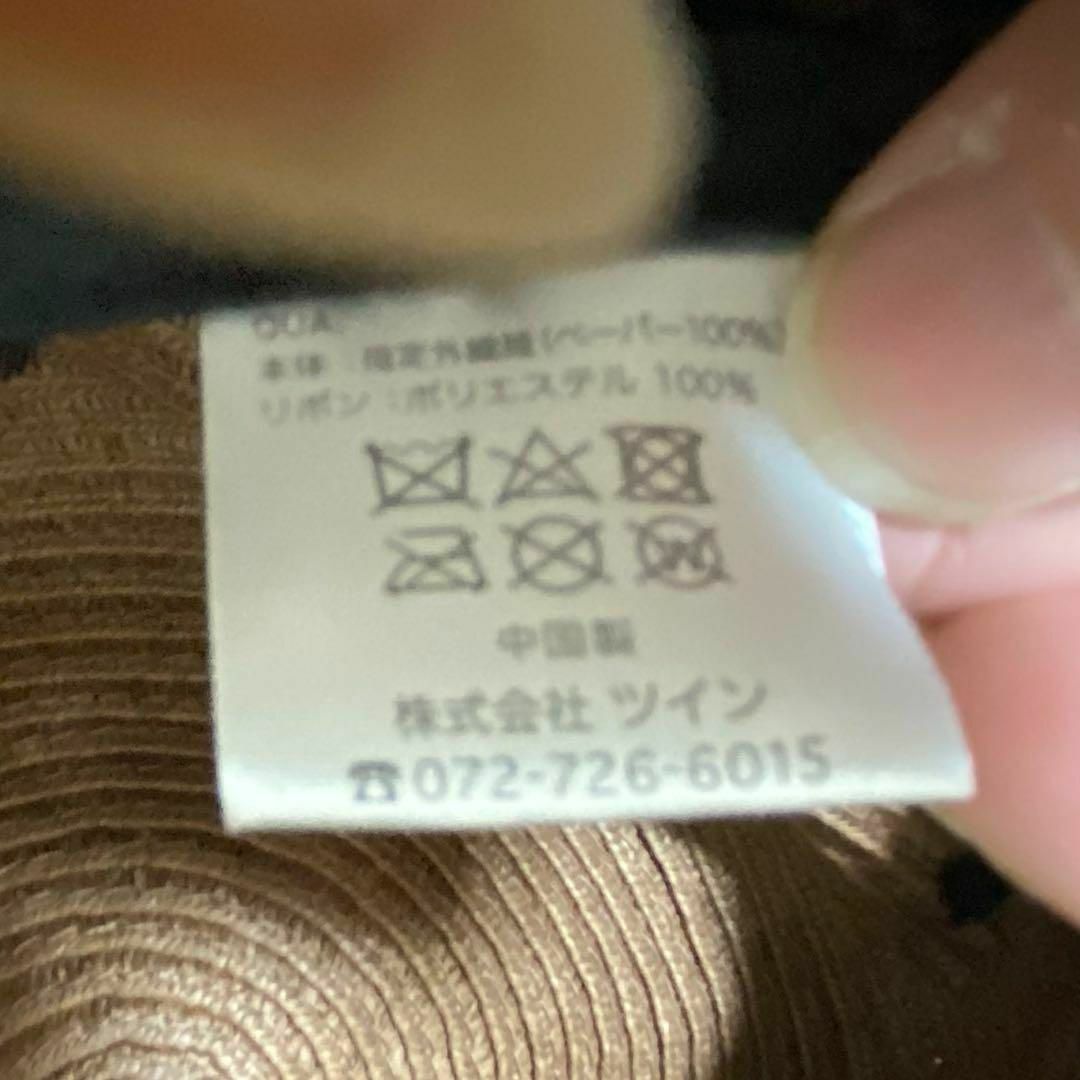 本体 : 指定外繊維(ペーパー100%)
リボン : ポリエステル 100%
W
中国製
株式会社 ツイン
☎072-726-6015